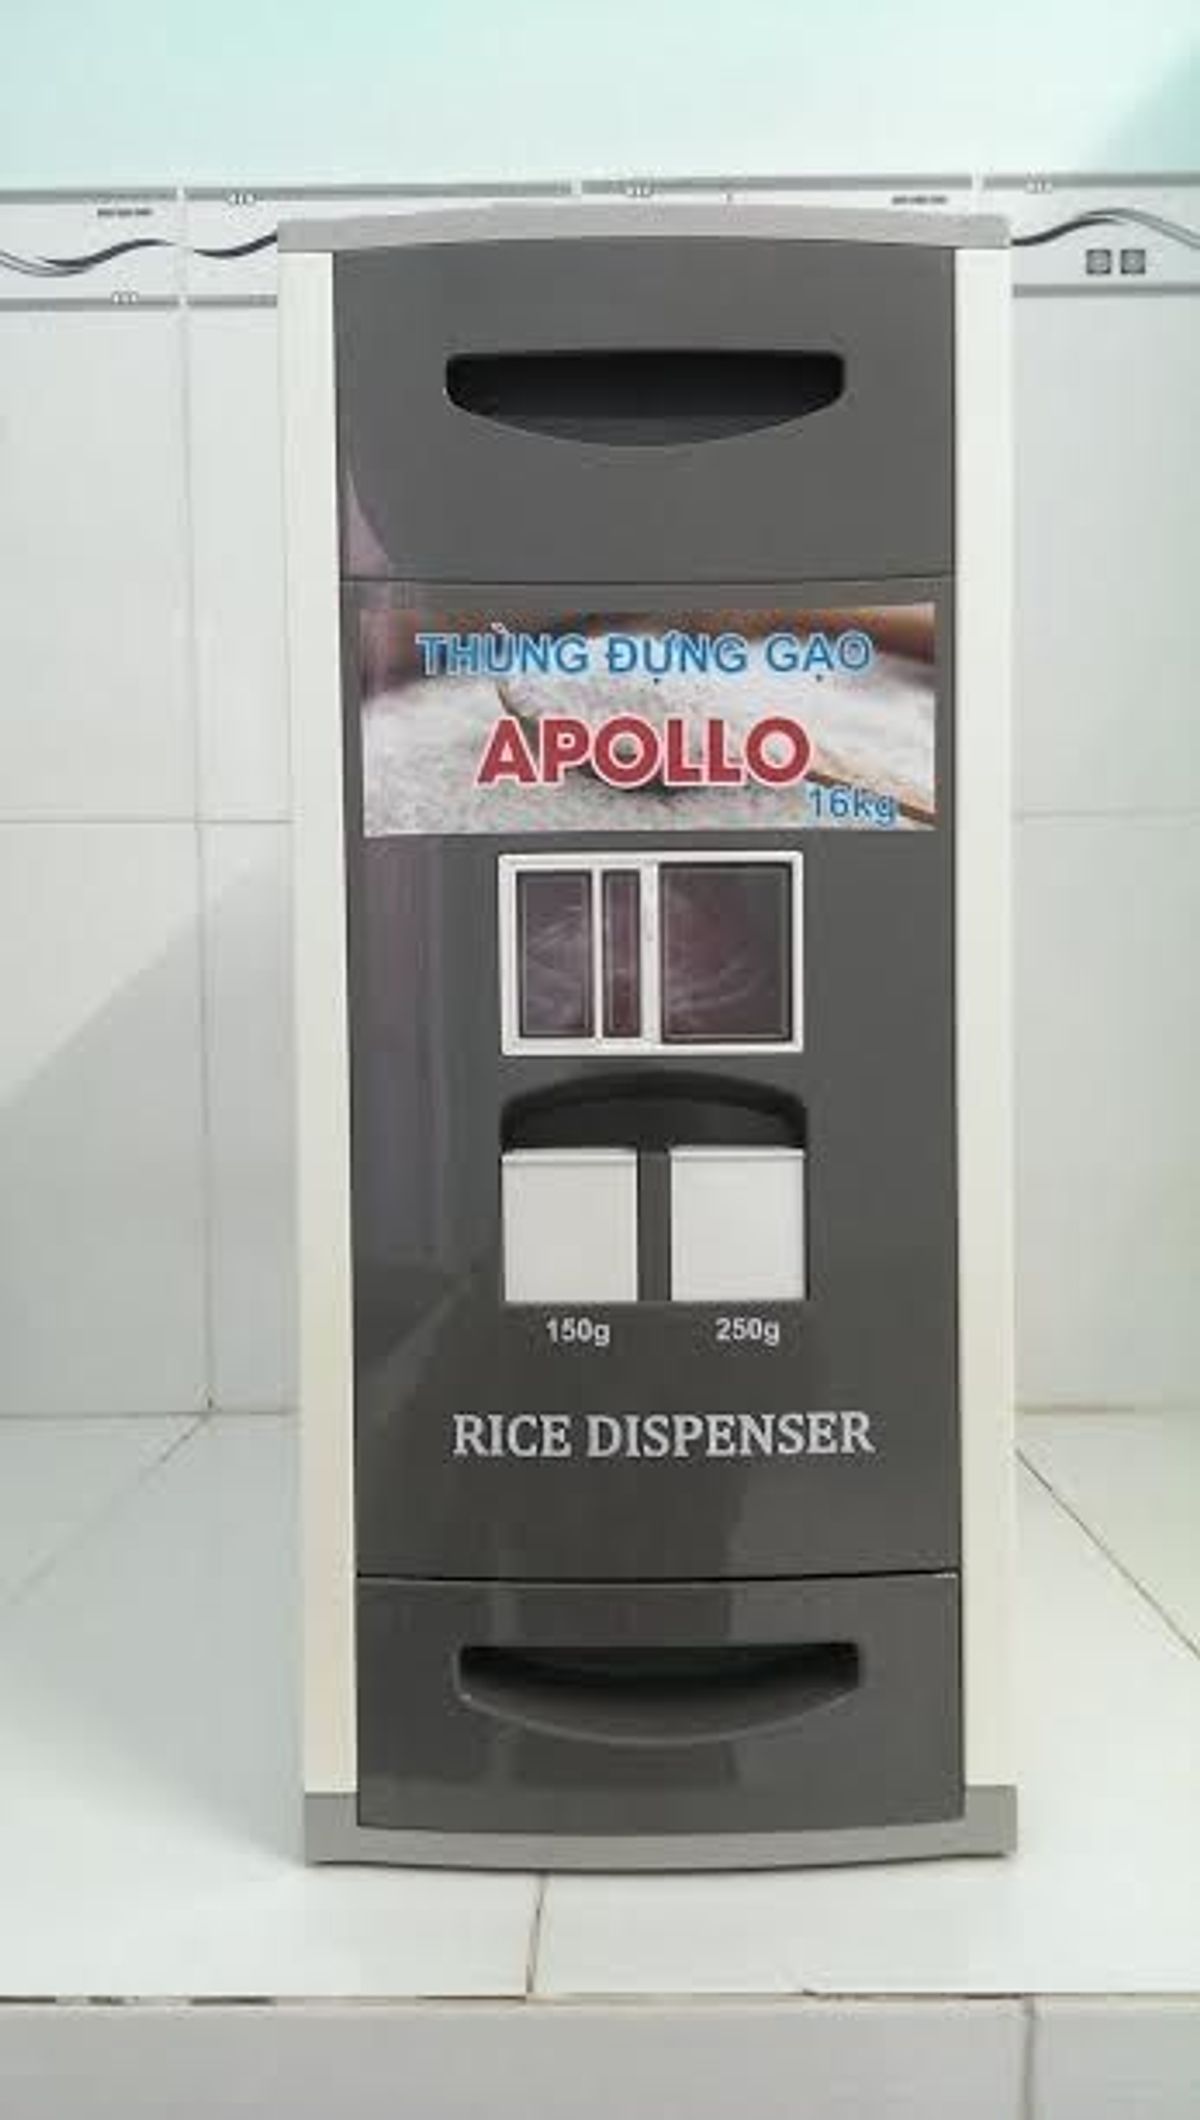 THÙNG ĐỰNG GẠO
APOLLO
16kg
150g 250g
RICE DISPENSER